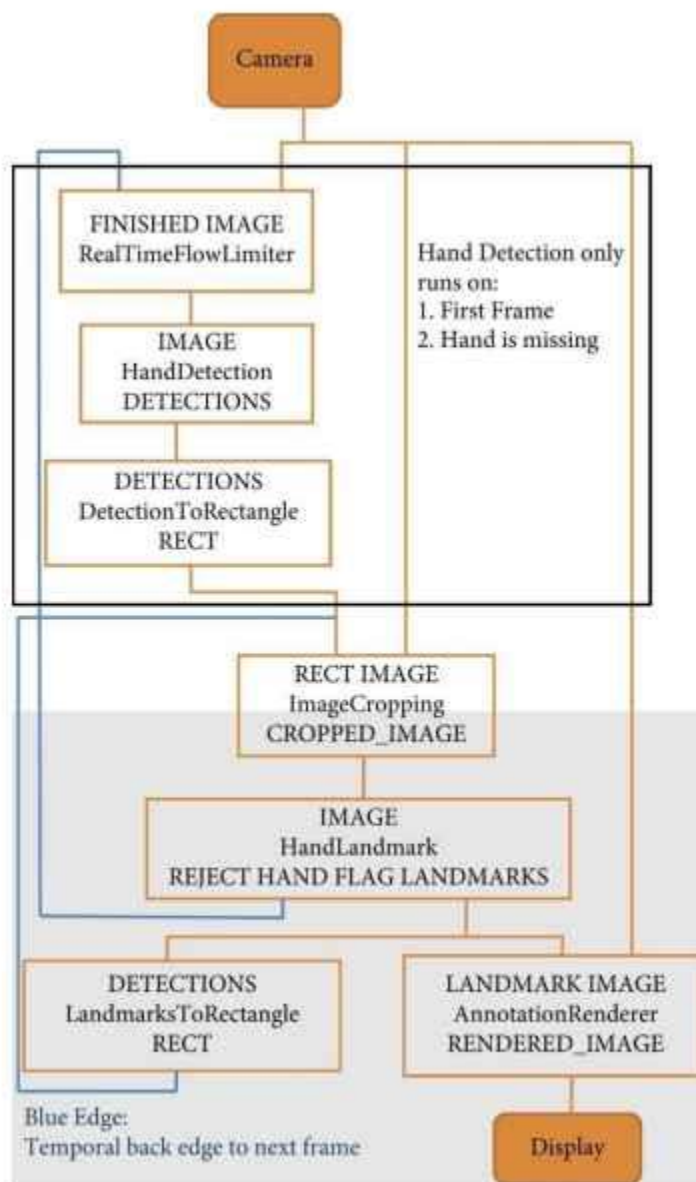 Camera
FINISHED IMAGE
RealTimeFlowLimiter
Hand Detection only
runs on:
1. First Frame
2. Hand is missing
IMAGE
HandDetection
DETECTIONS
DETECTIONS
DetectionToRectangle
RECT
RECT IMAGE
ImageCropping
CROPPED_IMAGE
IMAGE
HandLandmark
REJECT HAND FLAG LANDMARKS
DETECTIONS
LandmarksToRectangle
RECT
LANDMARK IMAGE
AnnotationRenderer
RENDERED_IMAGE
Blue Edge:
Temporal back edge to next frame
Display